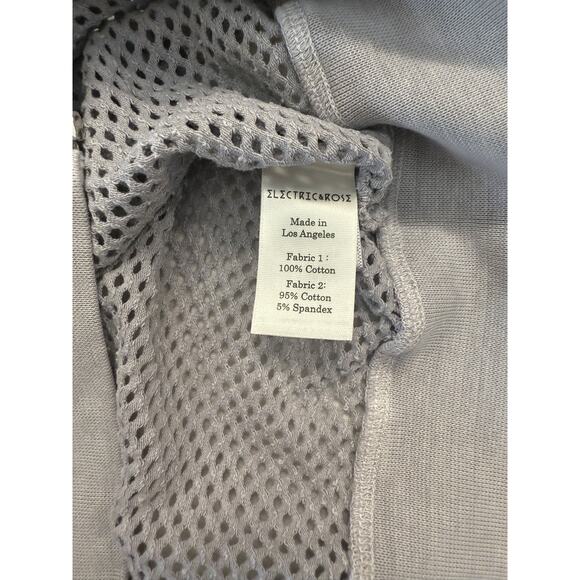 ELECTRIC&ROSE
Made in
Los Angeles
Fabric 1 :
100% Cotton
Fabric 2:
95% Cotton
5% Spandex